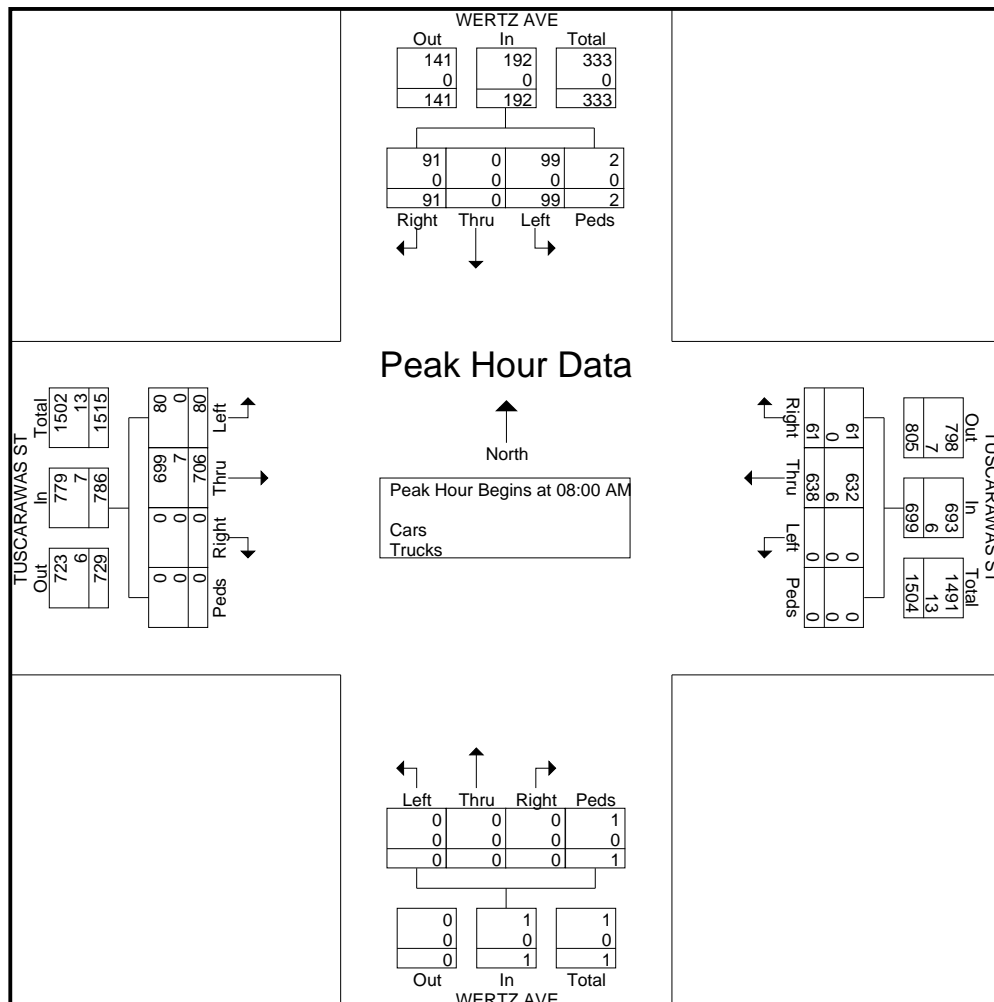 WERTZ AVE
Out In Total
141 192 333
0 0 0
141 192 333
91 0 99 2
0 0 0 0
91 0 99 2
Right Thru Left Peds
Peak Hour Data
North
Peak Hour Begins at 08:00 AM
Cars
Trucks
TUSCARAWAS ST
Total In Out
1502 779 723
13 7 6
1515 786 729
80 699 0 0
0 7 0 0
80 706 0 0
Left Thru Right Peds
TUSCARAWAS ST
Out In Total
798 693 1491
7 6 13
805 699 1504
61 632 0 0
0 6 0 0
61 638 0 0
Right Thru Left Peds
Left Thru Right Peds
0 0 0 1
0 0 0 0
0 0 0 1
0 1 1
0 0 0
0 1 1
Out In Total
WERTZ AVE